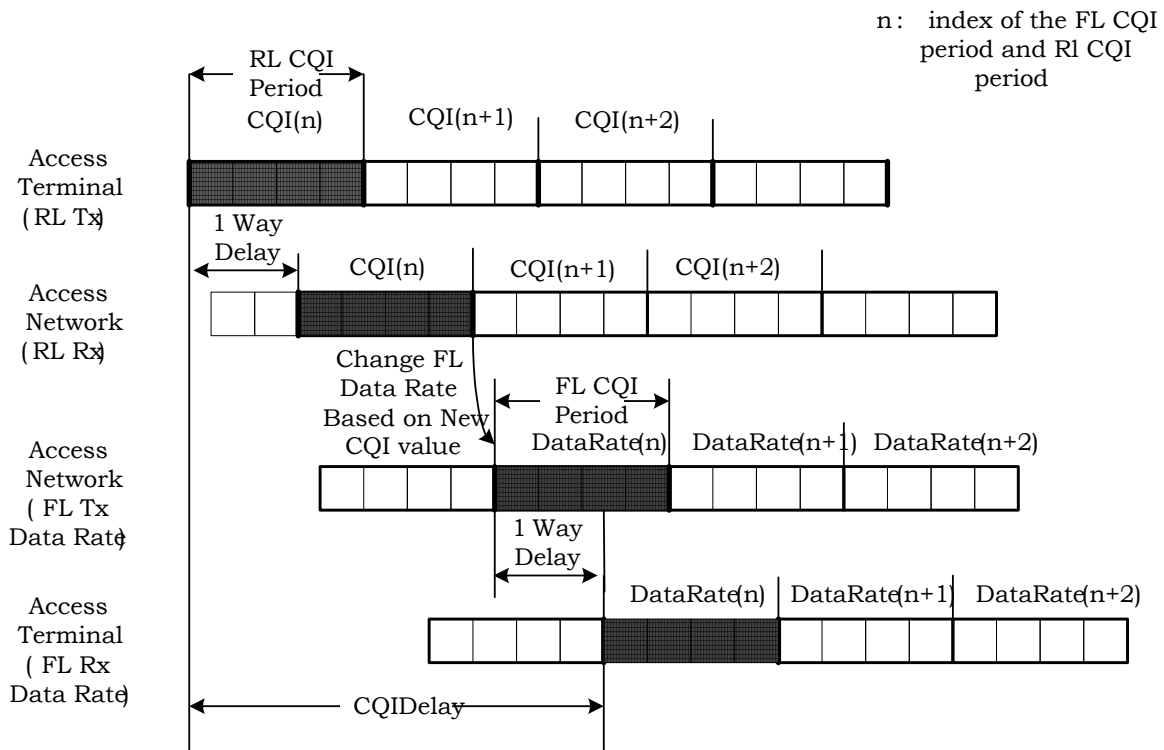 n: index of the FL CQI
period and Rl CQI
period
RL CQI
Period
CQI(n)
CQI(n+1)
CQI(n+2)
Access
Terminal
( RL Tx)
1 Way
Delay
CQI(n)
CQI(n+1)
CQI(n+2)
Access
Network
( RL Rx)
Change FL
Data Rate
Based on New
CQI value
FL CQI
Period
DataRate(n)
DataRate(n+1)
DataRate(n+2)
Access
Network
( FL Tx
Data Rate)
1 Way
Delay
DataRate(n)
DataRate(n+1)
DataRate(n+2)
Access
Terminal
( FL Rx
Data Rate)
CQIDelay